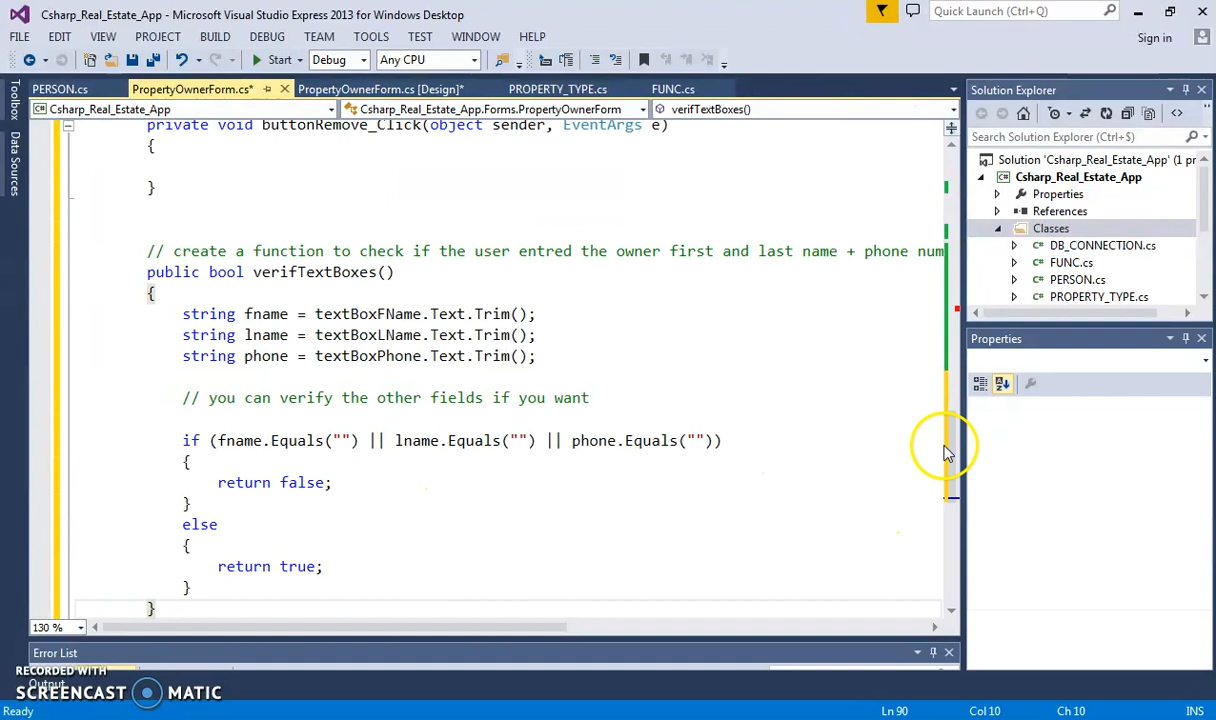 Csharp_Real_Estate_App - Microsoft Visual Studio Express 2013 for Windows Desktop
Quick Launch (Ctrl+Q)
FILE EDIT VIEW PROJECT BUILD DEBUG TEAM TOOLS TEST WINDOW HELP
Sign in
Start Debug Any CPU
Toolbox
Data Sources
PERSON.cs PropertyOwnerForm.cs* PropertyOwnerForm.cs [Design]* PROPERTY_TYPE.cs FUNC.cs
Csharp_Real_Estate_App Csharp_Real_Estate_App.Forms.PropertyOwnerForm verifTextBoxes()
private void buttonRemove_Click(object sender, EventArgs e)
{
}
// create a function to check if the user entred the owner first and last name + phone num
public bool verifTextBoxes()
{
string fname = textBoxFName.Text.Trim();
string lname = textBoxLName.Text.Trim();
string phone = textBoxPhone.Text.Trim();
// you can verify the other fields if you want
if (fname.Equals("") || lname.Equals("") || phone.Equals(""))
{
return false;
}
else
{
return true;
}
}
130 %
Error List
Output
Solution Explorer
Search Solution Explorer (Ctrl+$)
Solution 'Csharp_Real_Estate_App' (1 pr
Csharp_Real_Estate_App
Properties
References
Classes
DB_CONNECTION.cs
FUNC.cs
PERSON.cs
PROPERTY_TYPE.cs
Properties
RECORDED WITH
SCREENCAST MATIC
Ready Ln 90 Col 10 Ch 10 INS